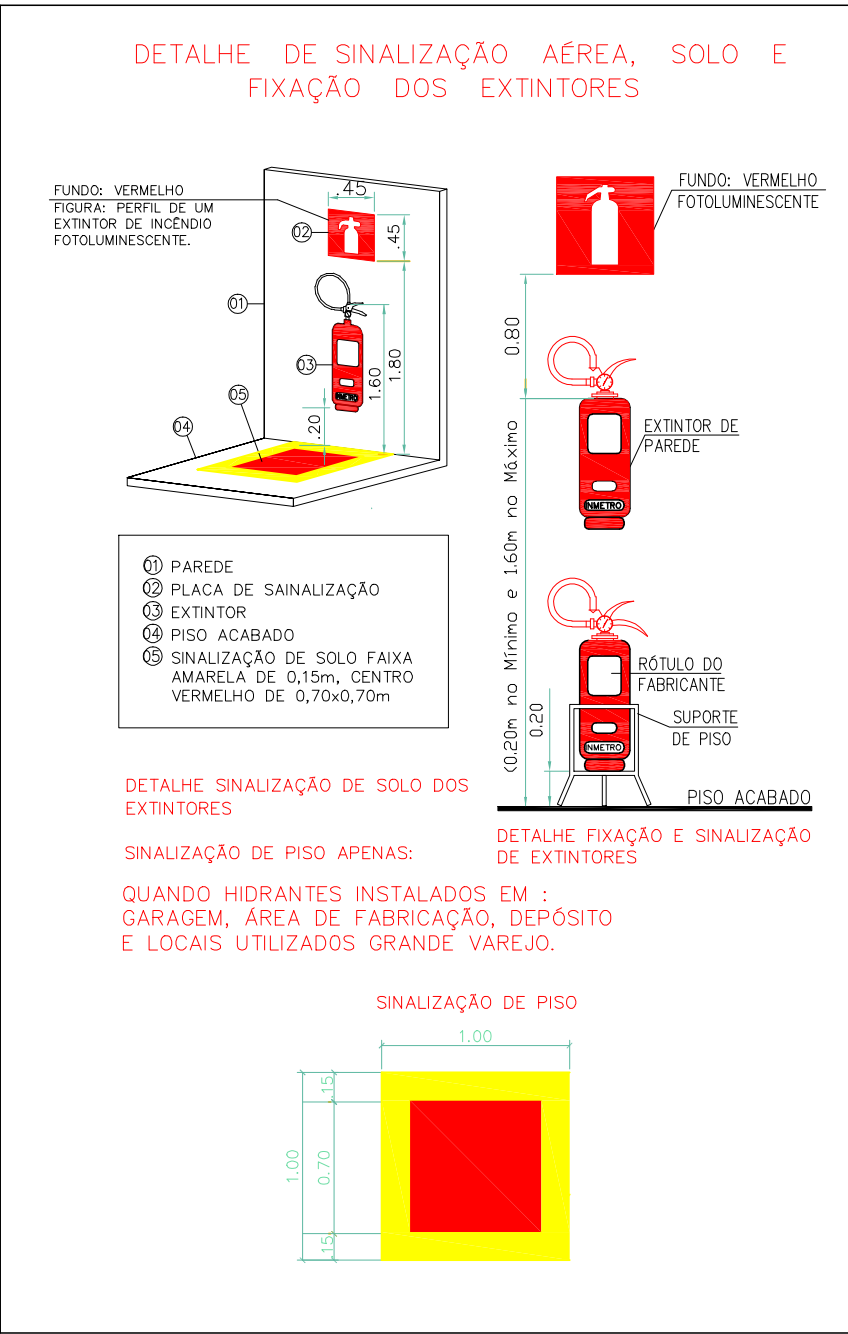 DETALHE DE SINALIZAÇÃO AÉREA, SOLO E
FIXAÇÃO DOS EXTINTORES
FUNDO: VERMELHO
FIGURA: PERFIL DE UM
EXTINTOR DE INCÊNDIO
FOTOLUMINESCENTE.
.45
02
.45
01
03
1.60
1.80
05
.20
04
INMETRO
FUNDO: VERMELHO
FOTOLUMINESCENTE
0.80
EXTINTOR DE
PAREDE
INMETRO
(0.20m no Mínimo e 1.60m no Máximo
01 PAREDE
02 PLACA DE SAINALIZAÇÃO
03 EXTINTOR
04 PISO ACABADO
05 SINALIZAÇÃO DE SOLO FAIXA
AMARELA DE 0,15m, CENTRO
VERMELHO DE 0,70x0,70m
RÓTULO DO
FABRICANTE
SUPORTE
DE PISO
INMETRO
0.20
PISO ACABADO
DETALHE SINALIZAÇÃO DE SOLO DOS
EXTINTORES
DETALHE FIXAÇÃO E SINALIZAÇÃO
DE EXTINTORES
SINALIZAÇÃO DE PISO APENAS:
QUANDO HIDRANTES INSTALADOS EM :
GARAGEM, ÁREA DE FABRICAÇÃO, DEPÓSITO
E LOCAIS UTILIZADOS GRANDE VAREJO.
SINALIZAÇÃO DE PISO
1.00
.15
1.00
0.70
.15